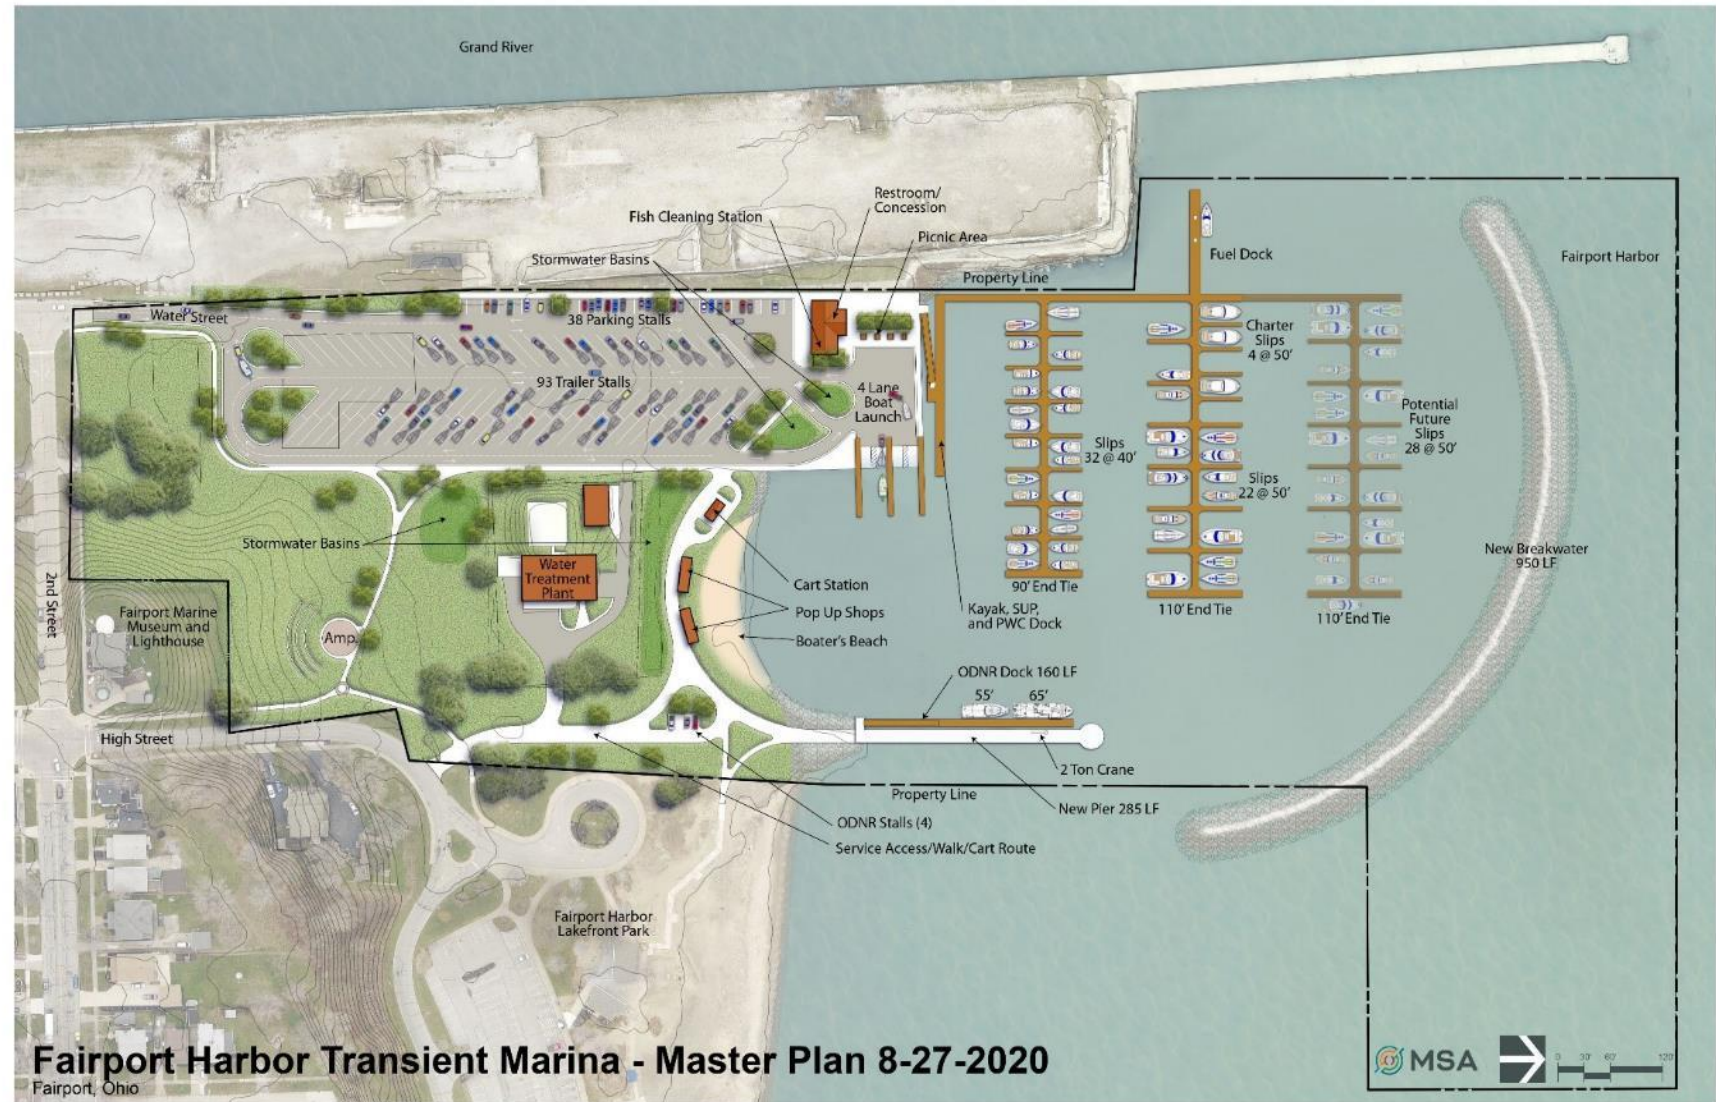 Grand River
Restroom/
Concession
Fish Cleaning Station
Picnic Area
Stormwater Basins
Property Line
Fuel Dock
Fairport Harbor
Water Street
38 Parking Stalls
93 Trailer Stalls
4 Lane
Boat
Launch
Charter
Slips
4 @ 50'
Potential
Future
Slips
28 @ 50'
Slips
32 @ 40'
Slips
22 @ 50'
Stormwater Basins
Water
Treatment
Plant
Cart Station
Pop Up Shops
Boater's Beach
Kayak, SUP,
and PWC Dock
90' End Tie
110' End Tie
110' End Tie
New Breakwater
950 LF
2nd Street
Fairport Marine
Museum and
Lighthouse
Amp.
ODNR Dock 160 LF
55'
65'
High Street
2 Ton Crane
Property Line
New Pier 285 LF
ODNR Stalls (4)
Service Access/Walk/Cart Route
Fairport Harbor
Lakefront Park
Fairport Harbor Transient Marina - Master Plan 8-27-2020
Fairport, Ohio
MSA
0 30' 60' 120'